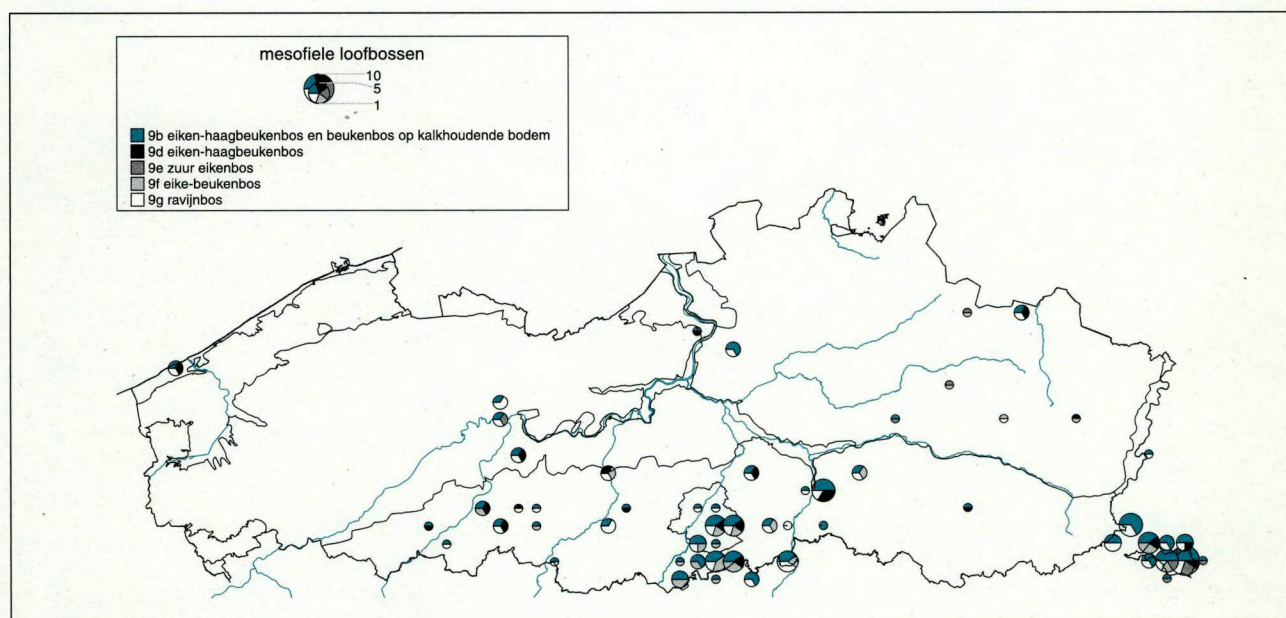 mesofiele loofbossen
10
5
1
9b eiken-haagbeukenbos en beukenbos op kalkhoudende bodem
9d eiken-haagbeukenbos
9e zuur eikenbos
9f eike-beukenbos
9g ravijnbos